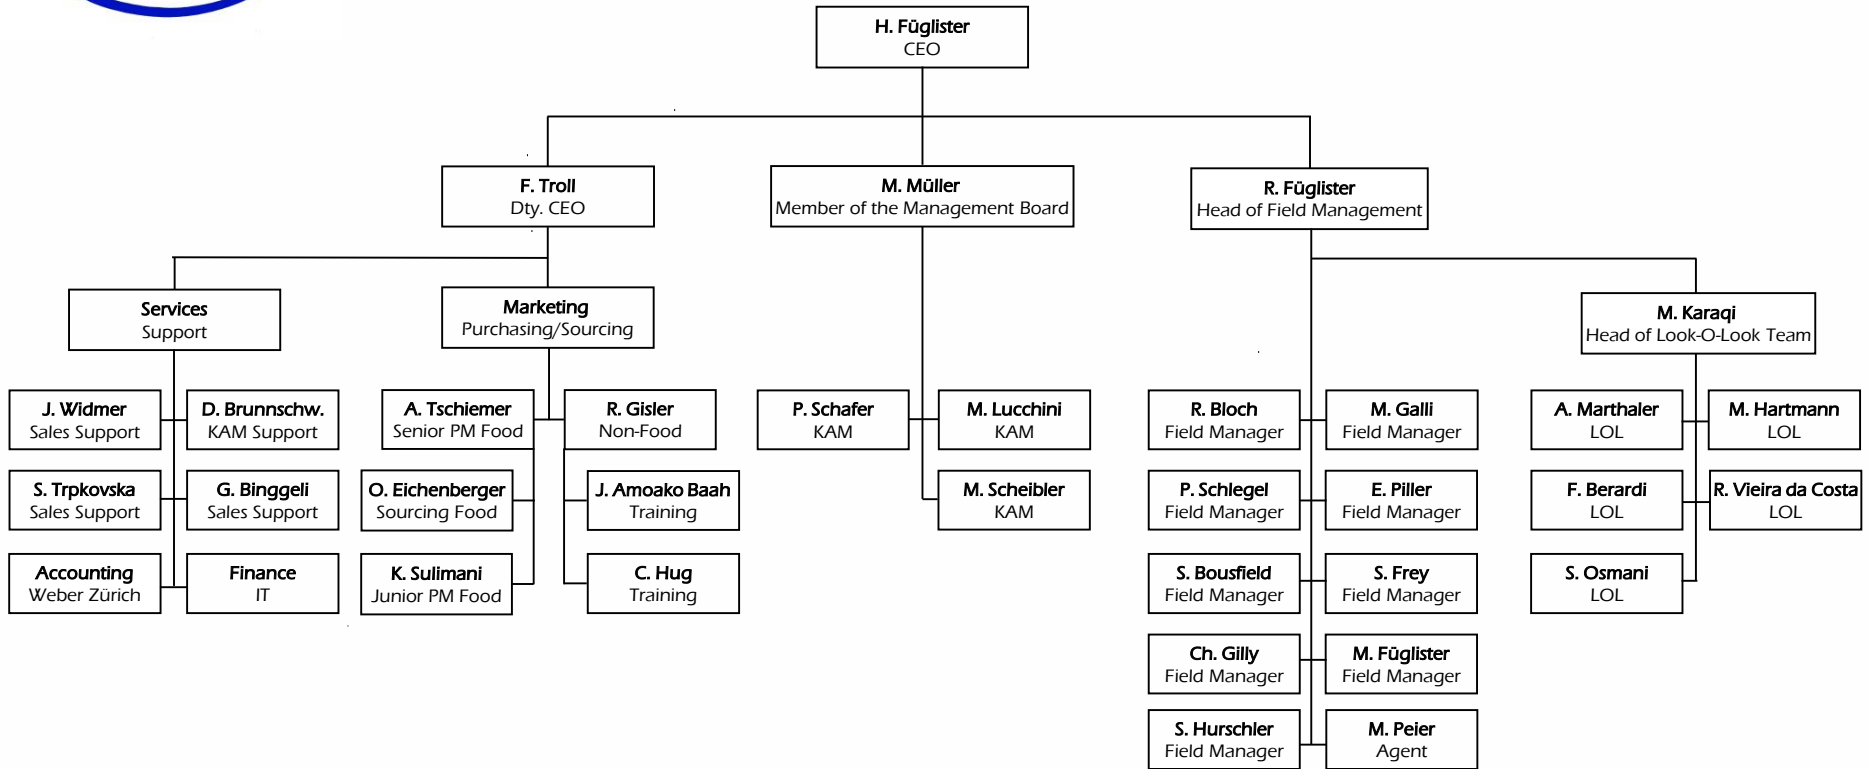 H. Füglister
CEO
F. Troll
Dty. CEO
M. Müller
Member of the Management Board
R. Füglister
Head of Field Management
Services
Support
Marketing
Purchasing/Sourcing
M. Karaqi
Head of Look-O-Look Team
J. Widmer
Sales Support
D. Brunnschw.
KAM Support
S. Trpkovska
Sales Support
G. Binggeli
Sales Support
Accounting
Weber Zürich
Finance
IT
A. Tschiemer
Senior PM Food
R. Gisler
Non-Food
O. Eichenberger
Sourcing Food
J. Amoako Baah
Training
K. Sulimani
Junior PM Food
C. Hug
Training
P. Schafer
KAM
M. Lucchini
KAM
M. Scheibler
KAM
R. Bloch
Field Manager
M. Galli
Field Manager
P. Schlegel
Field Manager
E. Piller
Field Manager
S. Bousfield
Field Manager
S. Frey
Field Manager
Ch. Gilly
Field Manager
M. Füglister
Field Manager
S. Hurschler
Field Manager
M. Peier
Agent
A. Marthaler
LOL
M. Hartmann
LOL
F. Berardi
LOL
R. Vieira da Costa
LOL
S. Osmani
LOL